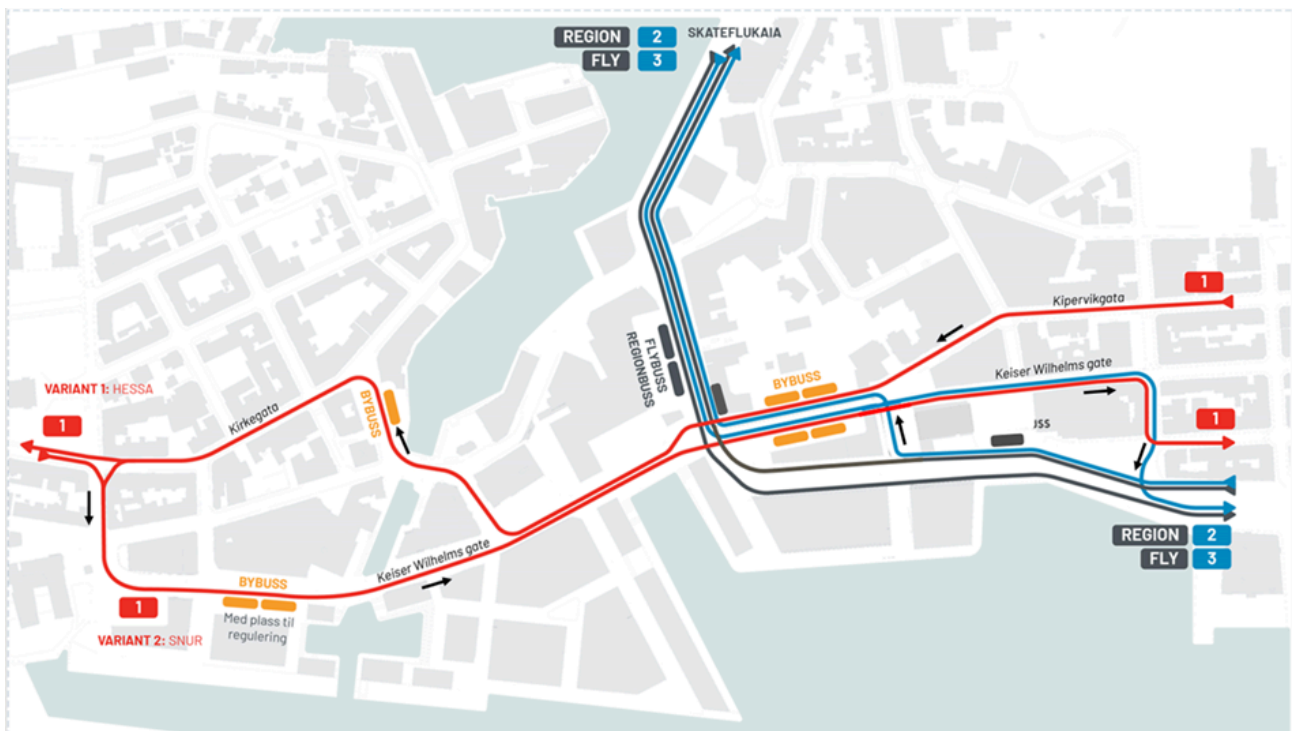 REGION 2
FLY 3
SKATEFLUKAIA
1
Kipervikgata
Keiser Wilhelms gate
FLYBUSS
REGIONBUSS
BYBUSS
VARIANT 1: HESSA
1
Kirkegata
BYBUSS
1
JSS
REGION 2
FLY 3
Keiser Wilhelms gate
BYBUSS
1
Med plass til
regulering
VARIANT 2: SNUR